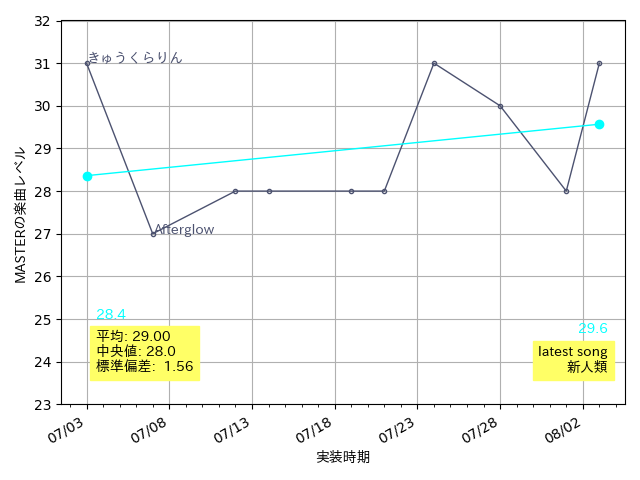 32
31
30
29
28
27
26
25
24
23
MASTERの楽曲レベル
きゅうくらりん
Afterglow
28.4
平均: 29.00
中央値: 28.0
標準偏差: 1.56
29.6
latest song
新人類
07/03
07/08
07/13
07/18
07/23
07/28
08/02
実装時期